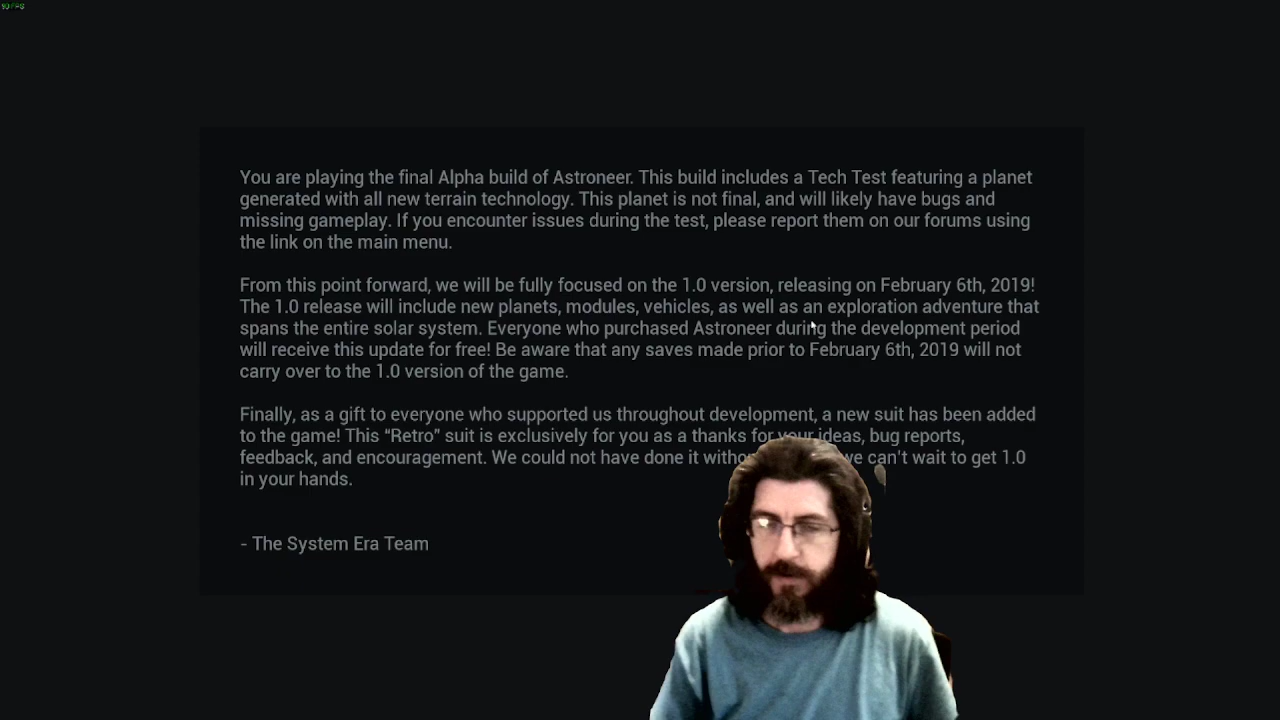 90 FPS
You are playing the final Alpha build of Astroneer. This build includes a Tech Test featuring a planet
generated with all new terrain technology. This planet is not final, and will likely have bugs and
missing gameplay. If you encounter issues during the test, please report them on our forums using
the link on the main menu.
From this point forward, we will be fully focused on the 1.0 version, releasing on February 6th, 2019!
The 1.0 release will include new planets, modules, vehicles, as well as an exploration adventure that
spans the entire solar system. Everyone who purchased Astroneer during the development period
will receive this update for free! Be aware that any saves made prior to February 6th, 2019 will not
carry over to the 1.0 version of the game.
Finally, as a gift to everyone who supported us throughout development, a new suit has been added
to the game! This “Retro” suit is exclusively for you as a thanks for your ideas, bug reports,
feedback, and encouragement. We could not have done it we can't wait to get 1.0
in your hands.
- The System Era Team